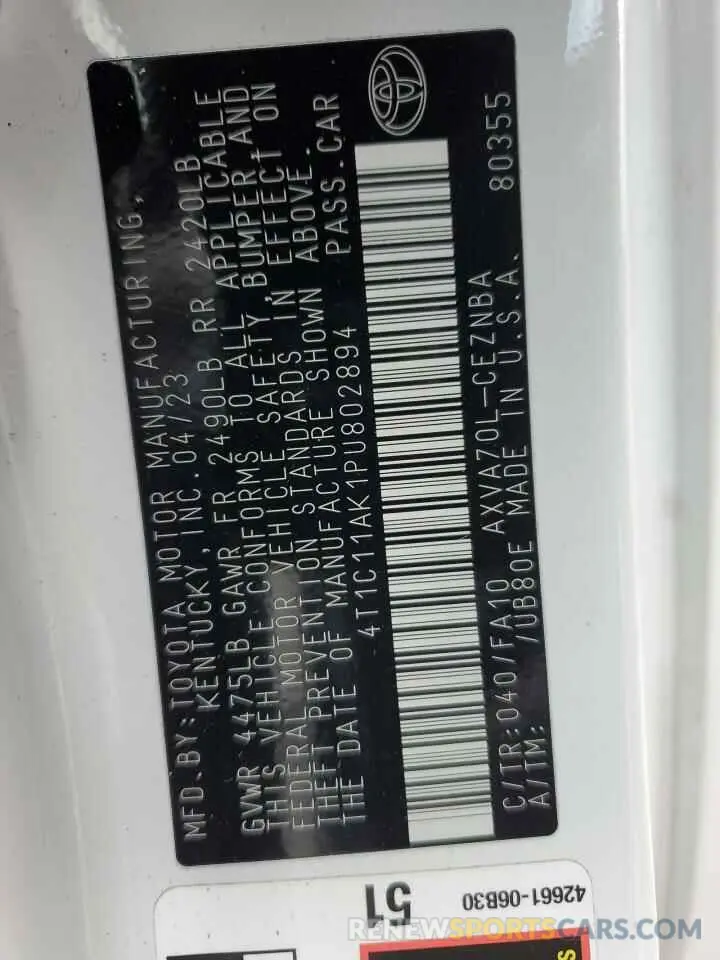 MFD.BY:TOYOTA MOTOR MANUFACTURING,
KENTUCKY, INC. 04/23
GVWR 4475LB GAWR FR 2490LB RR 2420LB
THIS VEHICLE CONFORMS TO ALL APPLICABLE
FEDERAL MOTOR VEHICLE SAFETY, BUMPER, AND
THEFT PREVENTION STANDARDS IN EFFECT ON
THE DATE OF MANUFACTURE SHOWN ABOVE.
4T1C11AK1PU802894 PASS.CAR
C/TR:040/FA10 AXVA70L-CEZNBA 80355
A/TM: /UB80E MADE IN U.S.A.
51
42661-06B30
RENEWSPORTSCARS.COM